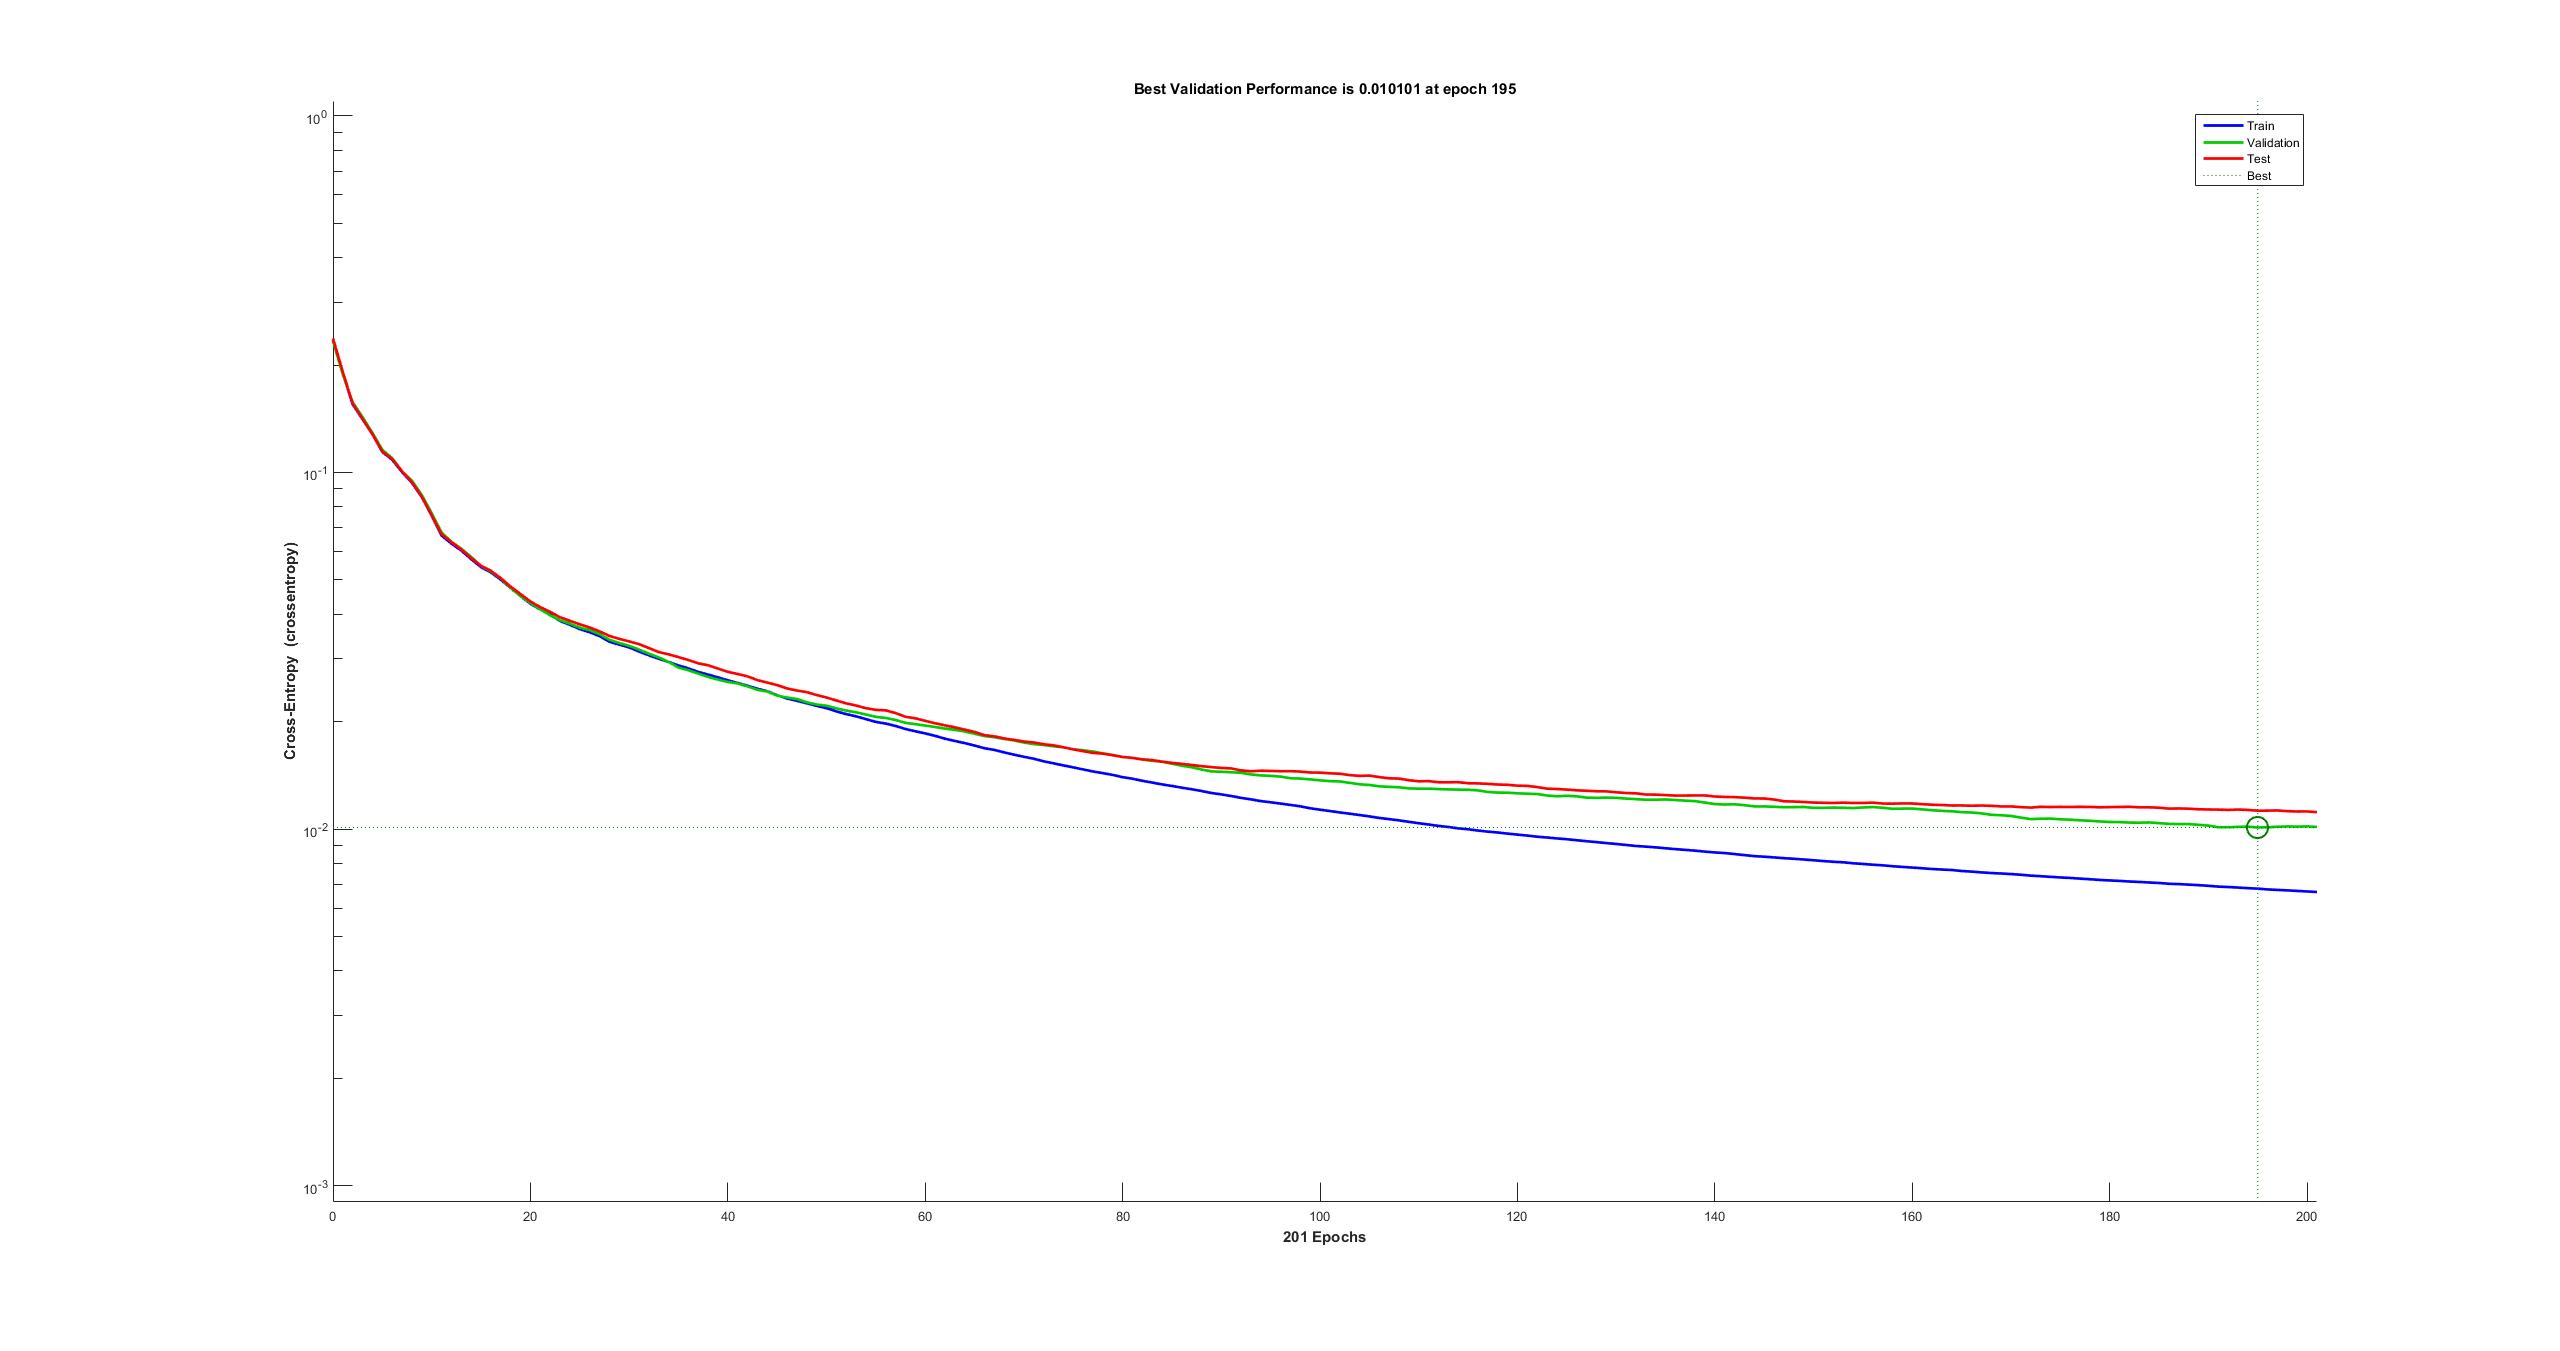 Best Validation Performance is 0.010101 at epoch 195
Train
Validation
Test
Best
10^0
10^-1
10^-2
10^-3
Cross-Entropy (crossentropy)
0 20 40 60 80 100 120 140 160 180 200
201 Epochs